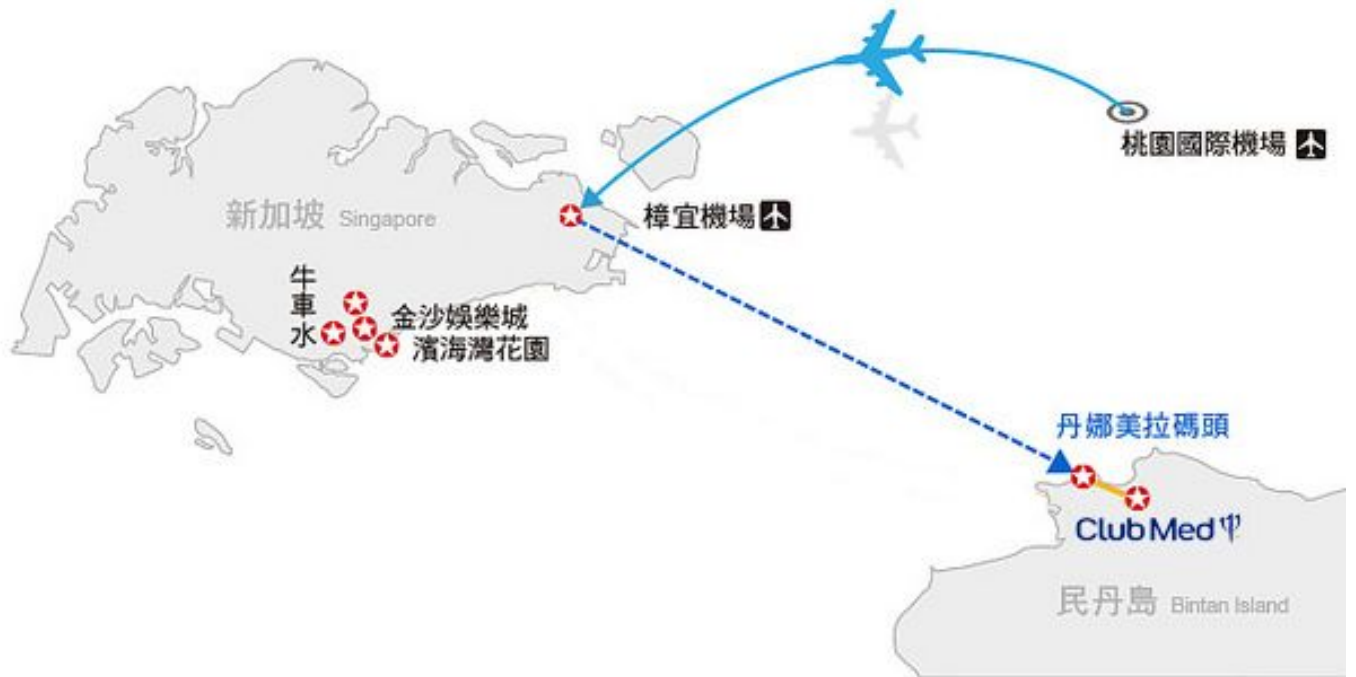 桃園國際機場
新加坡 Singapore
樟宜機場
牛車水
金沙娛樂城
濱海灣花園
丹娜美拉碼頭
Club Med
民丹島 Bintan Island